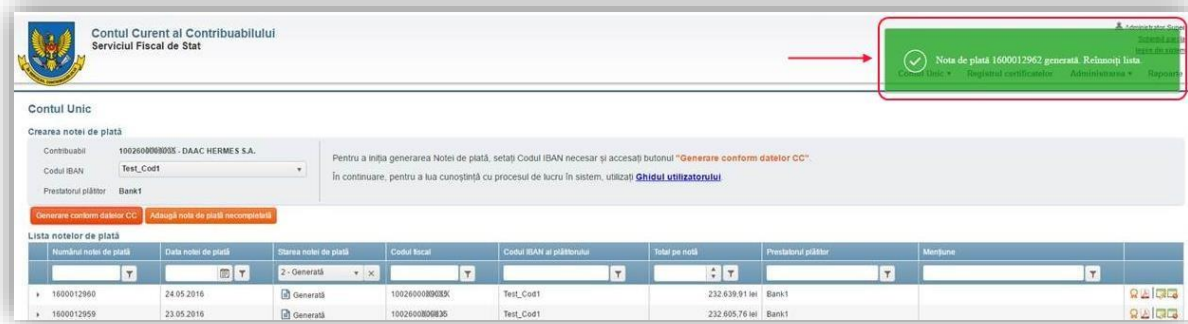 Contul Curent al Contribuabilului
Serviciul Fiscal de Stat
Administrator Super
Nota de plată 1600012962 generată. Reînnoiți lista
Contul Unic Registrul certificatelor Administrarea Rapoarte
Contul Unic
Crearea notei de plată
Contribuabil - DAAC HERMES S.A.
Codul IBAN Test_Cod1
Prestatorul plătitor Bank1
Pentru a iniția generarea Notei de plată, setați Codul IBAN necesar și accesați butonul "Generare conform datelor CC".
În continuare, pentru a lua cunoștință cu procesul de lucru în sistem, utilizați Ghidul utilizatorului.
Generare conform datelor CC Adaugă nota de plată necompletată
Lista notelor de plată
Numărul notei de plată Data notei de plată Starea notei de plată Codul fiscal Codul IBAN al plătitorului Total pe notă Prestatorul plătitor Mențiune
2 - Generată
1600012960 24.05.2016 Generată Test_Cod1 232.639,91 lei Bank1
1600012959 23.05.2016 Generată Test_Cod1 232.605,76 lei Bank1